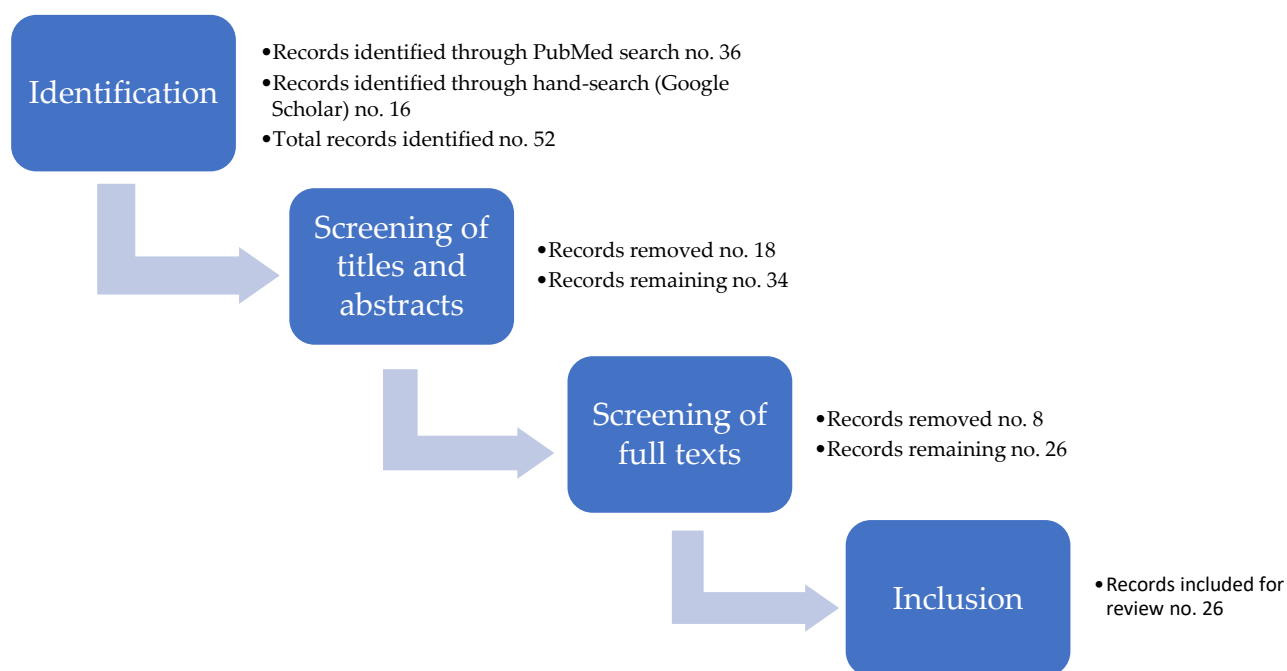 Identification
•Records identified through PubMed search no. 36
•Records identified through hand-search (Google
Scholar) no. 16
•Total records identified no. 52
Screening of
titles and
abstracts
•Records removed no. 18
•Records remaining no. 34
Screening of
full texts
•Records removed no. 8
•Records remaining no. 26
Inclusion
•Records included for
review no. 26